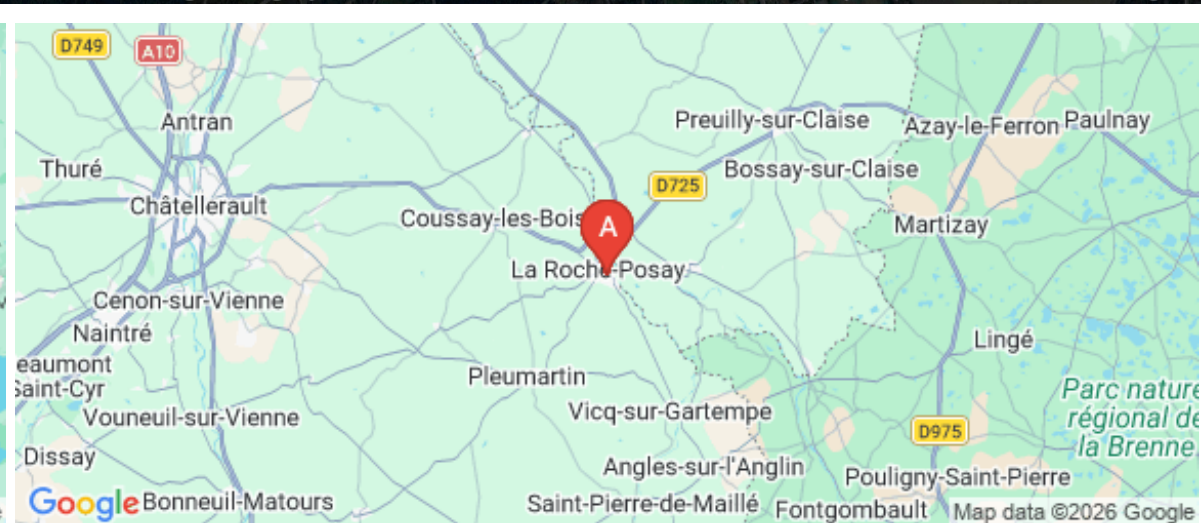 D749
A10
Antran
Preuilly-sur-Claise
Azay-le-Ferron
Paulnay
Thuré
Bossay-sur-Claise
D725
Châtellerault
Coussay-les-Bois
A
Martizay
La Roche-Posay
Cenon-sur-Vienne
Naintré
Lingé
eaumont
Saint-Cyr
Pleumartin
Parc nature
régional de
la Brenne
Vouneuil-sur-Vienne
Vicq-sur-Gartempe
D975
Dissay
Angles-sur-l'Anglin
Pouligny-Saint-Pierre
Google
Bonneuil-Matours
Saint-Pierre-de-Maillé
Fontgombault
Map data ©2026 Google